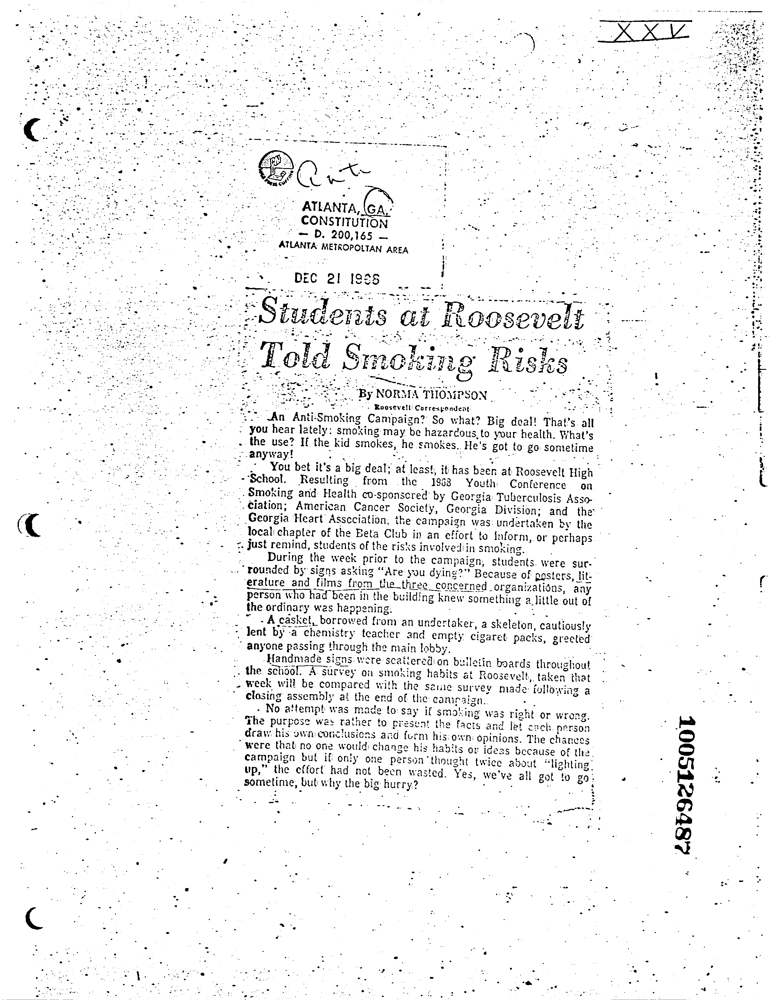 XXV
Anti
ATLANTA, GA.
CONSTITUTION
— D. 200,165 —
ATLANTA METROPOLTAN AREA
DEC 21 19
Students at Roosevelt
Told Smoking Risks
By NORMA THOMPSON
Roosevelt Correspondent
An Anti-Smoking Campaign? So what? Big deal! That's all
you hear lately: smoking may be hazardous to your health. What's
the use? If the kid smokes, he smokes. He's got to go sometime
anyway!
You bet it's a big deal; at least, it has been at Roosevelt High
School. Resulting from the 1968 Youth Conference on
Smoking and Health co-sponsored by Georgia Tuberculosis Asso-
ciation; American Cancer Society, Georgia Division; and the
Georgia Heart Association, the campaign was undertaken by the
local chapter of the Beta Club in an effort to inform, or perhaps
just remind, students of the risks involved in smoking.
During the week prior to the campaign, students were sur-
rounded by signs asking "Are you dying?" Because of posters, lit-
erature and films from the three concerned organizations, any
person who had been in the building knew something a little out of
the ordinary was happening.
A casket, borrowed from an undertaker, a skeleton, cautiously
lent by a chemistry teacher and empty cigaret packs, greeted
anyone passing through the main lobby.
Handmade signs were scattered on bulletin boards throughout
the school. A survey on smoking habits at Roosevelt, taken that
week will be compared with the same survey made following a
closing assembly at the end of the campaign.
No attempt was made to say if smoking was right or wrong.
The purpose was rather to present the facts and let each person
draw his own conclusions and form his own opinions. The chances
were that no one would change his habits or ideas because of the
campaign but if only one person thought twice about "lighting
up," the effort had not been wasted. Yes, we've all got to go
sometime, but why the big hurry?
1005126487